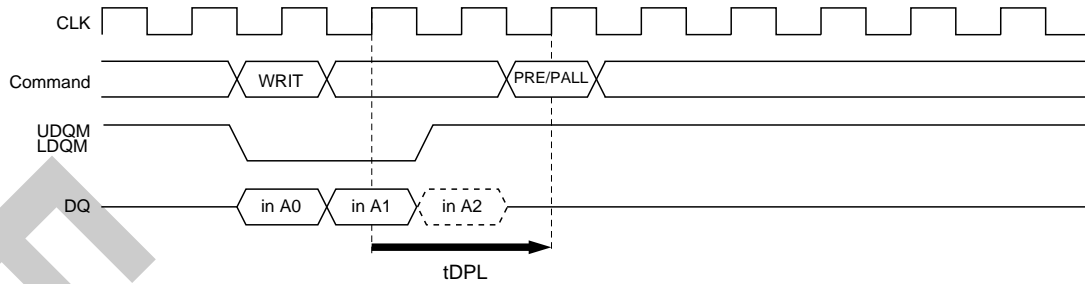 CLK
Command
WRIT
PRE/PALL
UDQM
LDQM
DQ
in A0
in A1
in A2
tDPL